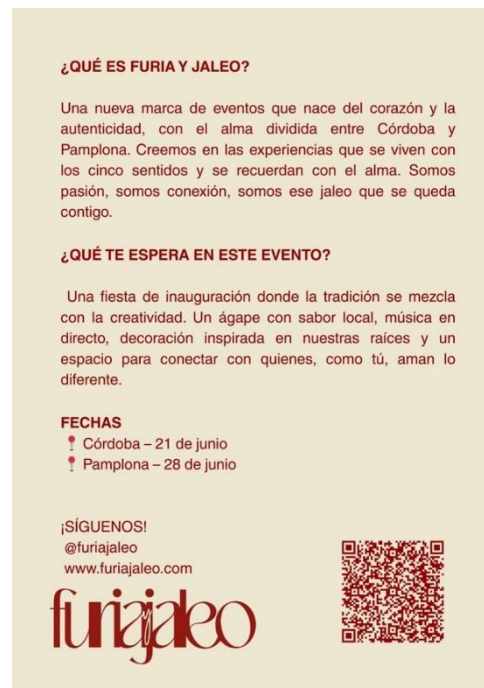 ¿QUÉ ES FURIA Y JALEO?
Una nueva marca de eventos que nace del corazón y la
autenticidad, con el alma dividida entre Córdoba y
Pamplona. Creemos en las experiencias que se viven con
los cinco sentidos y se recuerdan con el alma. Somos
pasión, somos conexión, somos ese jaleo que se queda
contigo.
¿QUÉ TE ESPERA EN ESTE EVENTO?
Una fiesta de inauguración donde la tradición se mezcla
con la creatividad. Un ágape con sabor local, música en
directo, decoración inspirada en nuestras raíces y un
espacio para conectar con quienes, como tú, aman lo
diferente.
FECHAS
📍 Córdoba – 21 de junio
📍 Pamplona – 28 de junio
¡SÍGUENOS!
@furiajaleo
www.furiajaleo.com
furiayjaleo